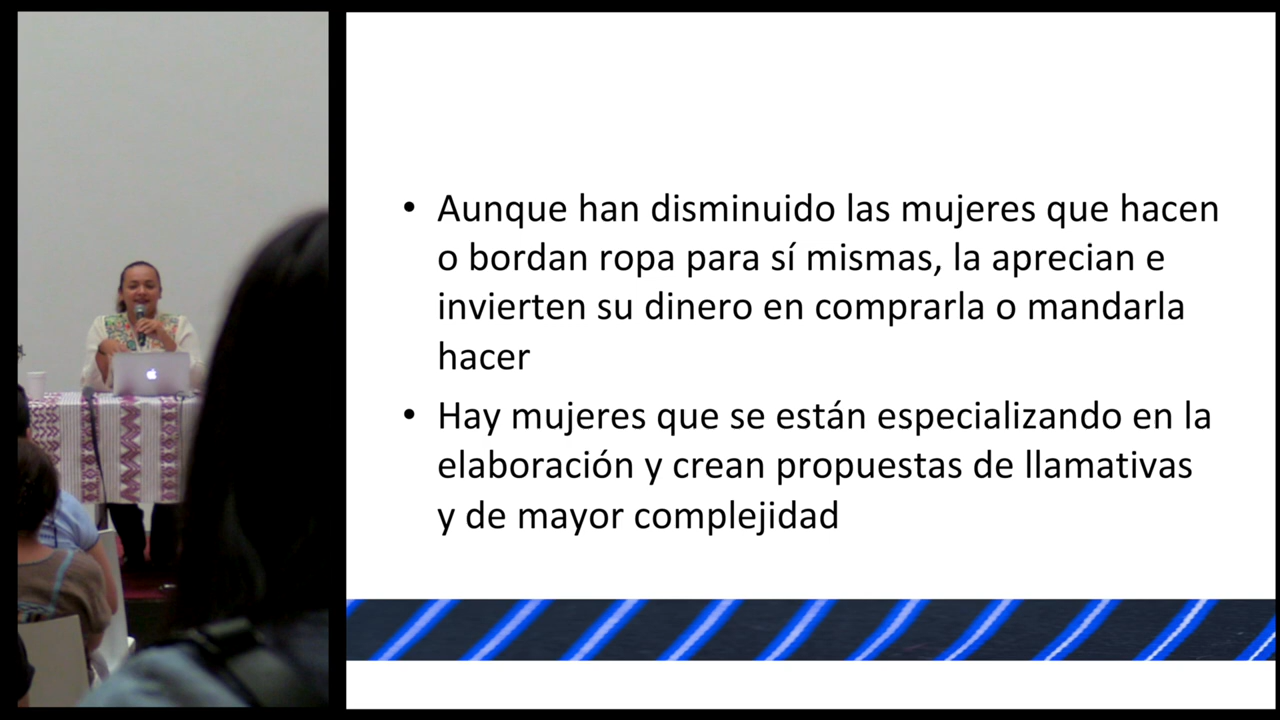 • Aunque han disminuido las mujeres que hacen
o bordan ropa para sí mismas, la aprecian e
invierten su dinero en comprarla o mandarla
hacer
• Hay mujeres que se están especializando en la
elaboración y crean propuestas de llamativas
y de mayor complejidad